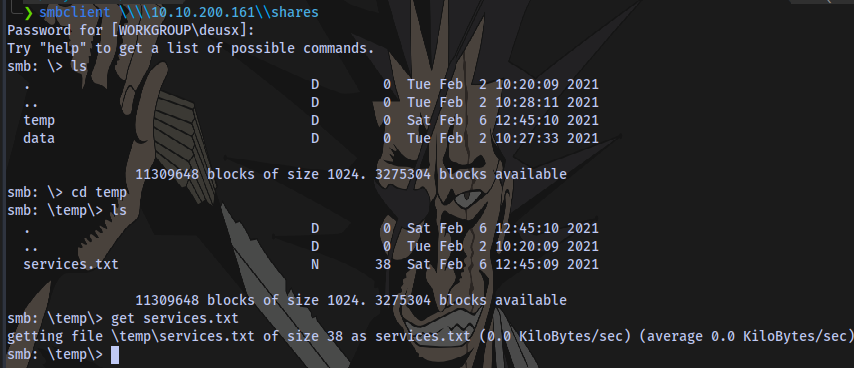 ❯ smbclient \\\\10.10.200.161\\shares
Password for [WORKGROUP\deusx]:
Try "help" to get a list of possible commands.
smb: \> ls
. D 0 Tue Feb 2 10:20:09 2021
.. D 0 Tue Feb 2 10:28:11 2021
temp D 0 Sat Feb 6 12:45:10 2021
data D 0 Tue Feb 2 10:27:33 2021
11309648 blocks of size 1024. 3275304 blocks available
smb: \> cd temp
smb: \temp\> ls
. D 0 Sat Feb 6 12:45:10 2021
.. D 0 Tue Feb 2 10:20:09 2021
services.txt N 38 Sat Feb 6 12:45:09 2021
11309648 blocks of size 1024. 3275304 blocks available
smb: \temp\> get services.txt
getting file \temp\services.txt of size 38 as services.txt (0.0 KiloBytes/sec) (average 0.0 KiloBytes/sec)
smb: \temp\>